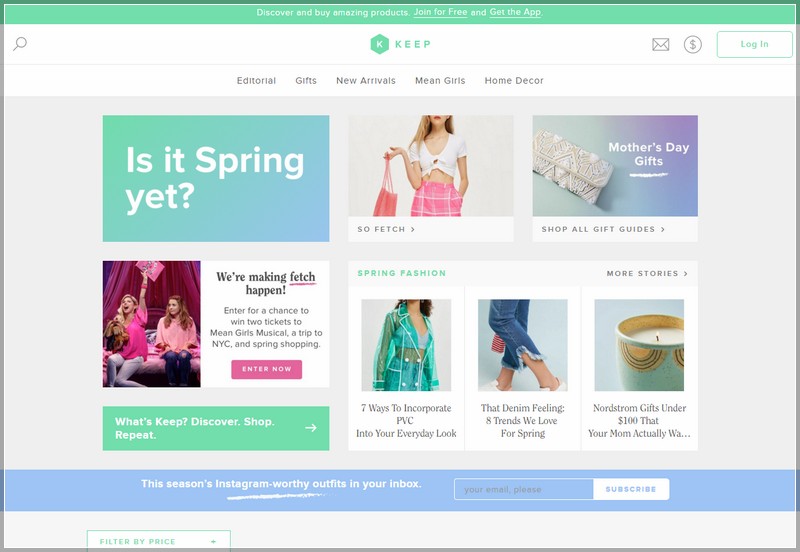 Discover and buy amazing products. Join for Free and Get the App.
K KEEP
$
Log In
Editorial Gifts New Arrivals Mean Girls Home Decor
Is it Spring
yet?
SO FETCH >
Mother's Day
Gifts
SHOP ALL GIFT GUIDES >
We're making fetch
happen!
Enter for a chance to
win two tickets to
Mean Girls Musical, a trip to
NYC, and spring shopping.
ENTER NOW
SPRING FASHION
MORE STORIES >
7 Ways To Incorporate
PVC
Into Your Everyday Look
That Denim Feeling:
8 Trends We Love
For Spring
Nordstrom Gifts Under
$100 That
Your Mom Actually Wa...
What's Keep? Discover. Shop.
Repeat.
This season's Instagram-worthy outfits in your inbox.
your email, please
SUBSCRIBE
FILTER BY PRICE +